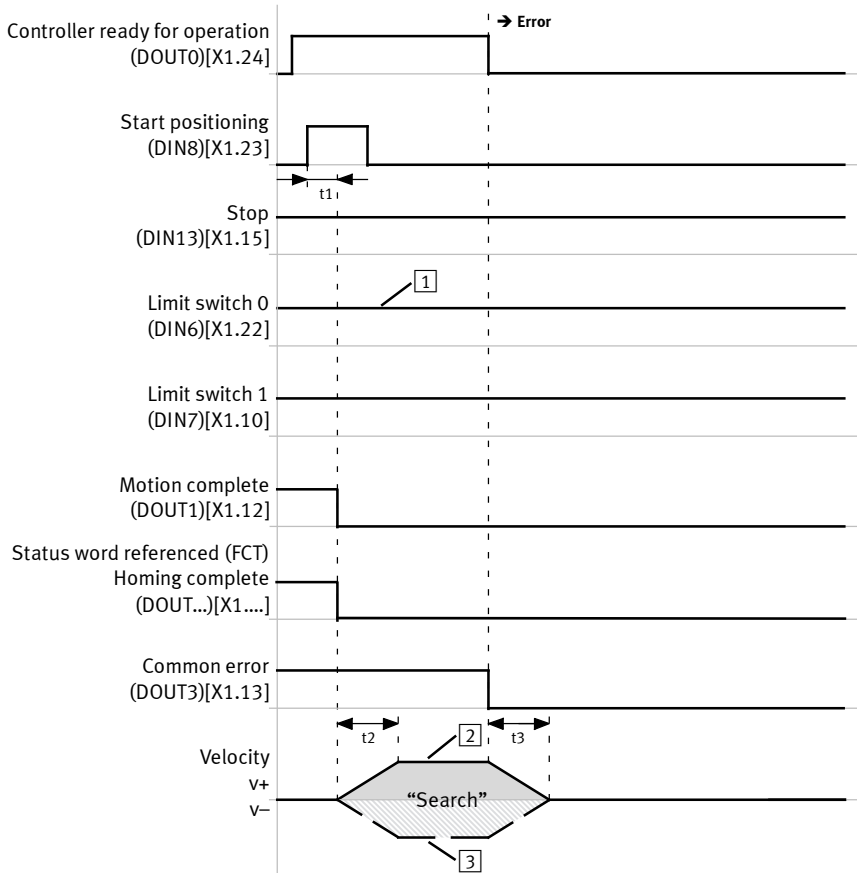 → Error
Controller ready for operation
(DOUT0)[X1.24]
Start positioning
(DIN8)[X1.23]
t1
Stop
(DIN13)[X1.15]
1
Limit switch 0
(DIN6)[X1.22]
Limit switch 1
(DIN7)[X1.10]
Motion complete
(DOUT1)[X1.12]
Status word referenced (FCT)
Homing complete
(DOUT...)[X1....]
Common error
(DOUT3)[X1.13]
t2
2
t3
Velocity
v+
“Search”
v–
3